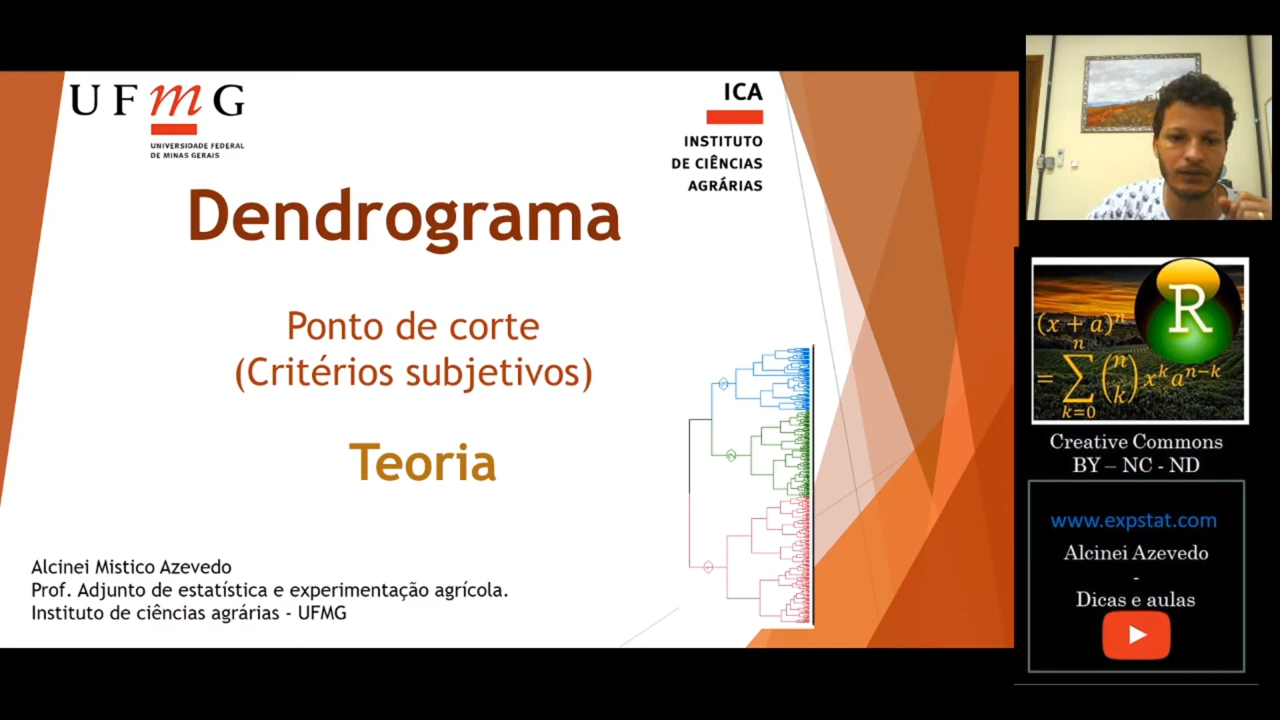 UFmG
UNIVERSIDADE FEDERAL
DE MINAS GERAIS
ICA
INSTITUTO
DE CIÊNCIAS
AGRÁRIAS
Dendrograma
Ponto de corte
(Critérios subjetivos)
Teoria
Alcinei Mistico Azevedo
Prof. Adjunto de estatística e experimentação agrícola.
Instituto de ciências agrárias - UFMG
R
(x + a)^n
= ∑_{k=0}^{n} (n k) x^k a^{n-k}
Creative Commons
BY – NC - ND
www.expstat.com
Alcinei Azevedo
-
Dicas e aulas